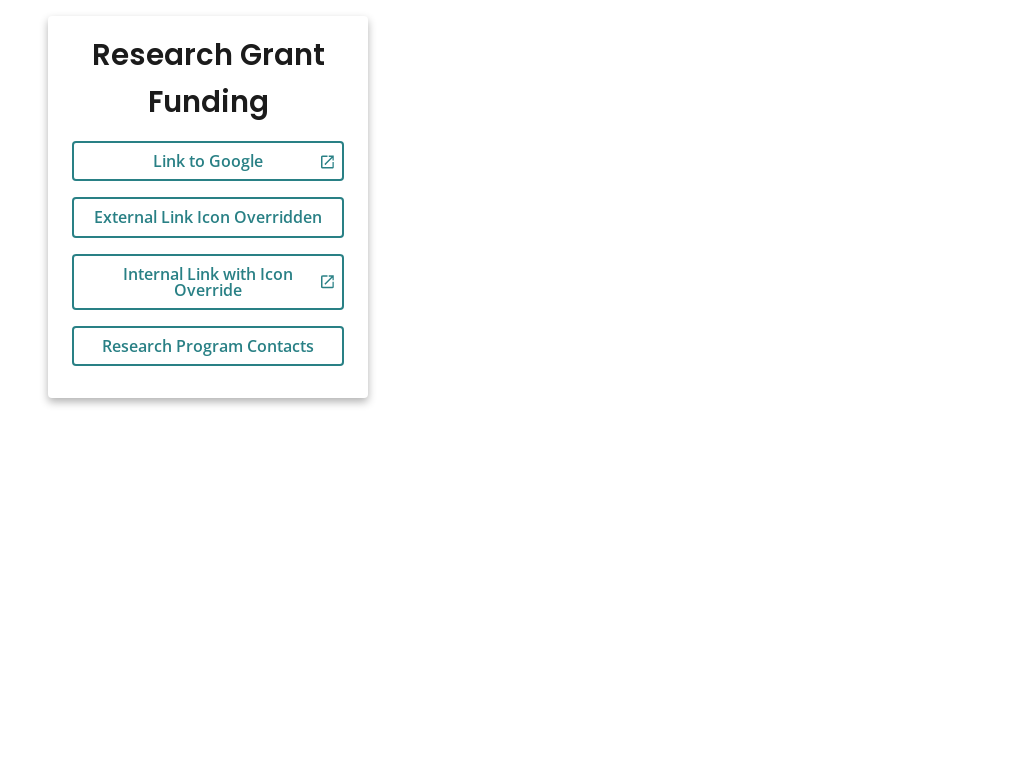 Research Grant
Funding
Link to Google
External Link Icon Overridden
Internal Link with Icon
Override
Research Program Contacts